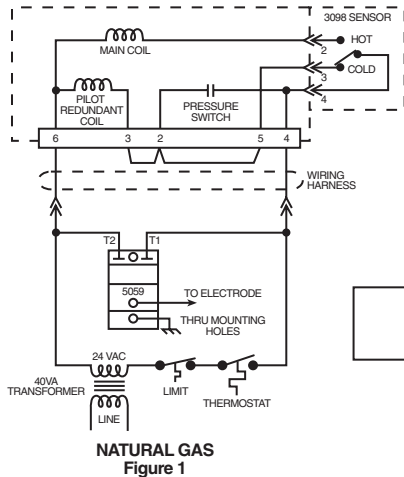 3098 SENSOR
MAIN COIL
2
HOT
3
COLD
4
PILOT
REDUNDANT
COIL
PRESSURE
SWITCH
6 3 2 5 4
WIRING
HARNESS
T2 T1
5059
TO ELECTRODE
THRU MOUNTING
HOLES
24 VAC
40VA
TRANSFORMER
LIMIT
THERMOSTAT
LINE
NATURAL GAS
Figure 1